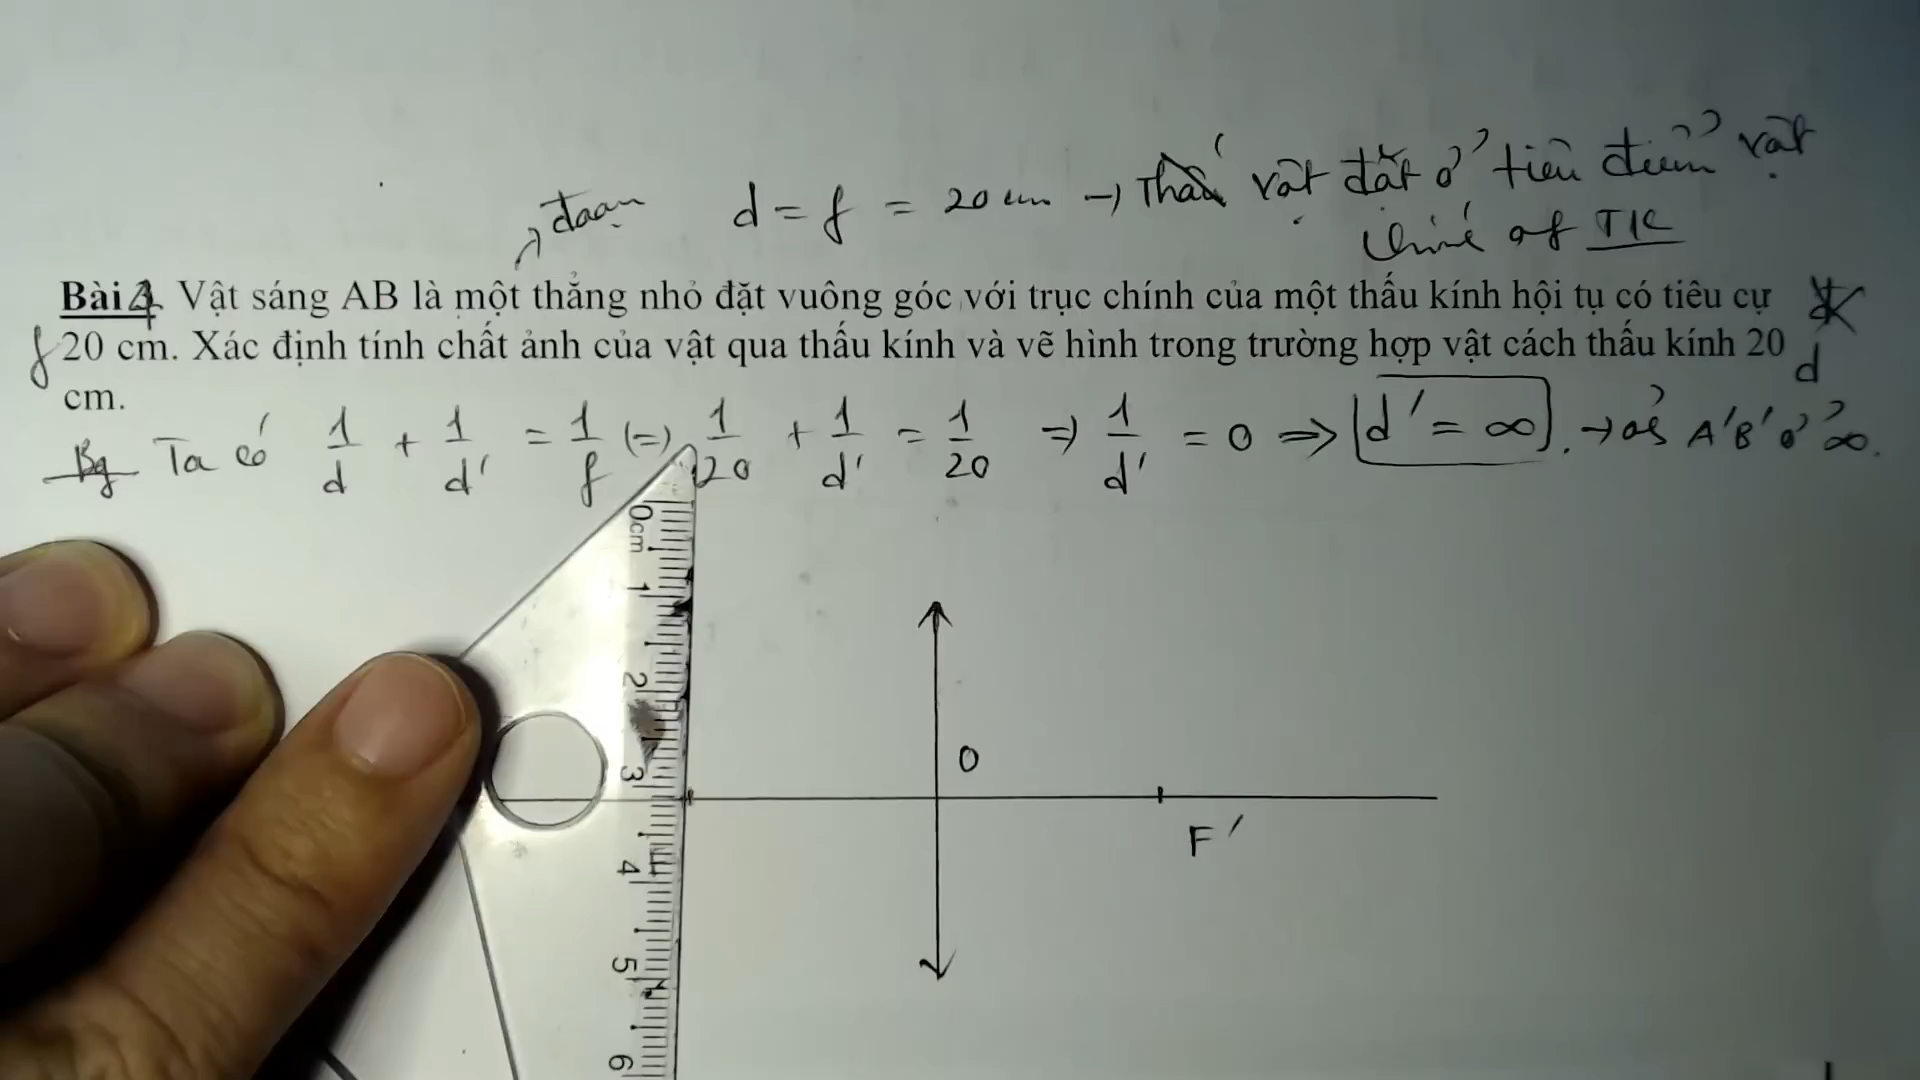 đoạn
d = f = 20 cm → Thấu vật đặt ở tiêu điểm vật
chính of TK
Bài 4 Vật sáng AB là một thẳng nhỏ đặt vuông góc với trục chính của một thấu kính hội tụ có tiêu cự
f 20 cm. Xác định tính chất ảnh của vật qua thấu kính và vẽ hình trong trường hợp vật cách thấu kính 20 d
cm.
Bg Ta có 1/d + 1/d' = 1/f (=) 1/20 + 1/d' = 1/20 => 1/d' = 0 => d' = ∞. → A'B' ở ∞.
0cm 1 2 3 4 5 6
O
F'